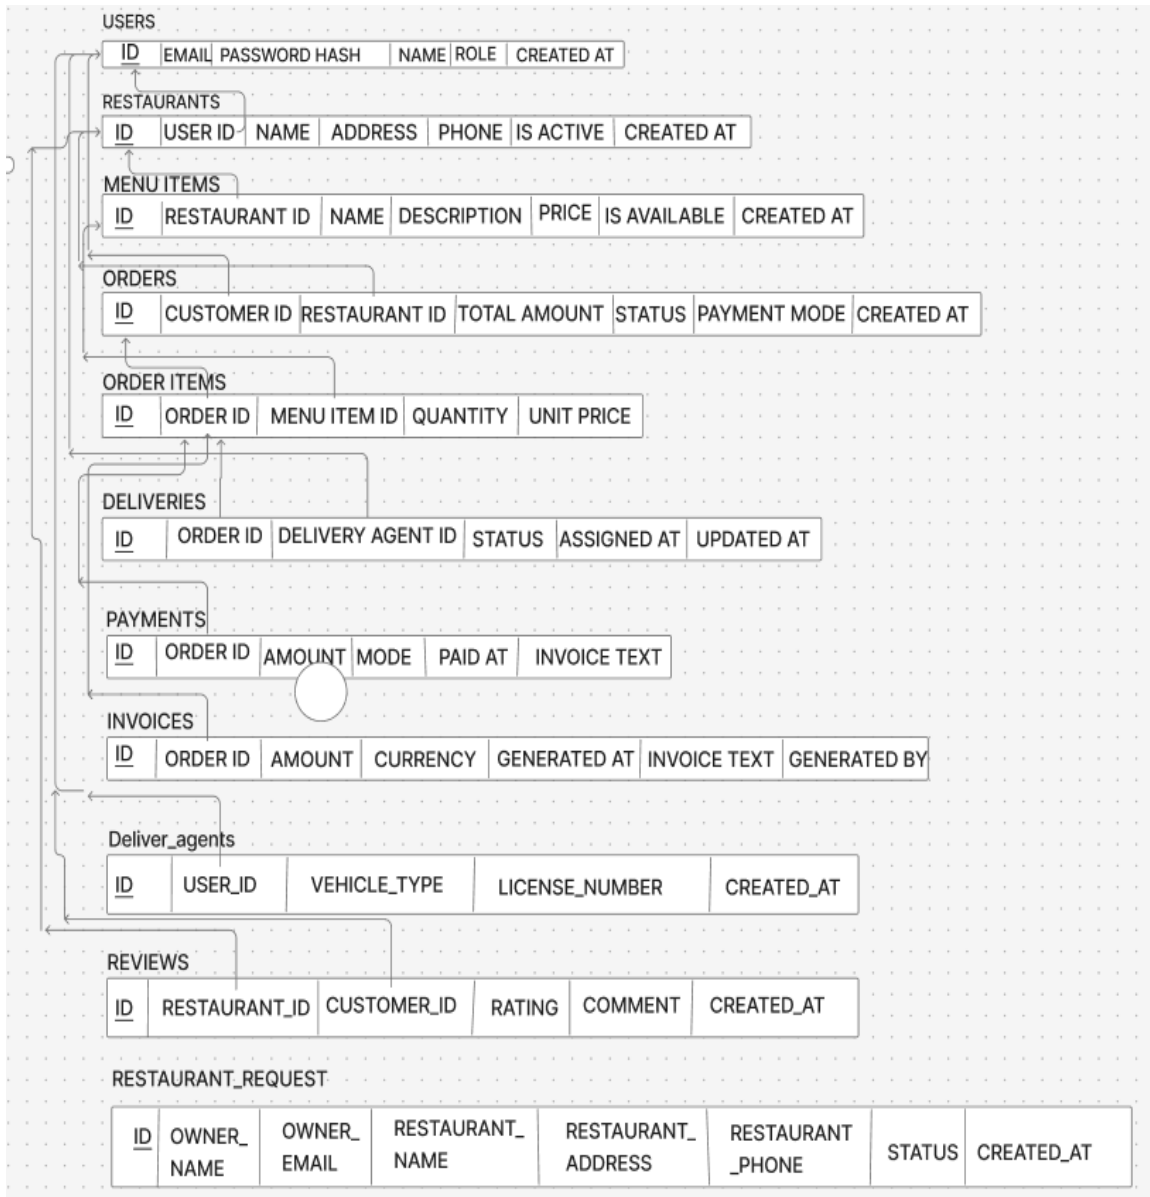 USERS
ID EMAIL PASSWORD HASH NAME ROLE CREATED AT
RESTAURANTS
ID USER ID NAME ADDRESS PHONE IS ACTIVE CREATED AT
MENU ITEMS
ID RESTAURANT ID NAME DESCRIPTION PRICE IS AVAILABLE CREATED AT
ORDERS
ID CUSTOMER ID RESTAURANT ID TOTAL AMOUNT STATUS PAYMENT MODE CREATED AT
ORDER ITEMS
ID ORDER ID MENU ITEM ID QUANTITY UNIT PRICE
DELIVERIES
ID ORDER ID DELIVERY AGENT ID STATUS ASSIGNED AT UPDATED AT
PAYMENTS
ID ORDER ID AMOUNT MODE PAID AT INVOICE TEXT
INVOICES
ID ORDER ID AMOUNT CURRENCY GENERATED AT INVOICE TEXT GENERATED BY
Deliver_agents
ID USER_ID VEHICLE_TYPE LICENSE_NUMBER CREATED_AT
REVIEWS
ID RESTAURANT_ID CUSTOMER_ID RATING COMMENT CREATED_AT
RESTAURANT_REQUEST
ID OWNER_ OWNER_ RESTAURANT_ RESTAURANT_ RESTAURANT STATUS CREATED_AT
NAME EMAIL NAME ADDRESS _PHONE